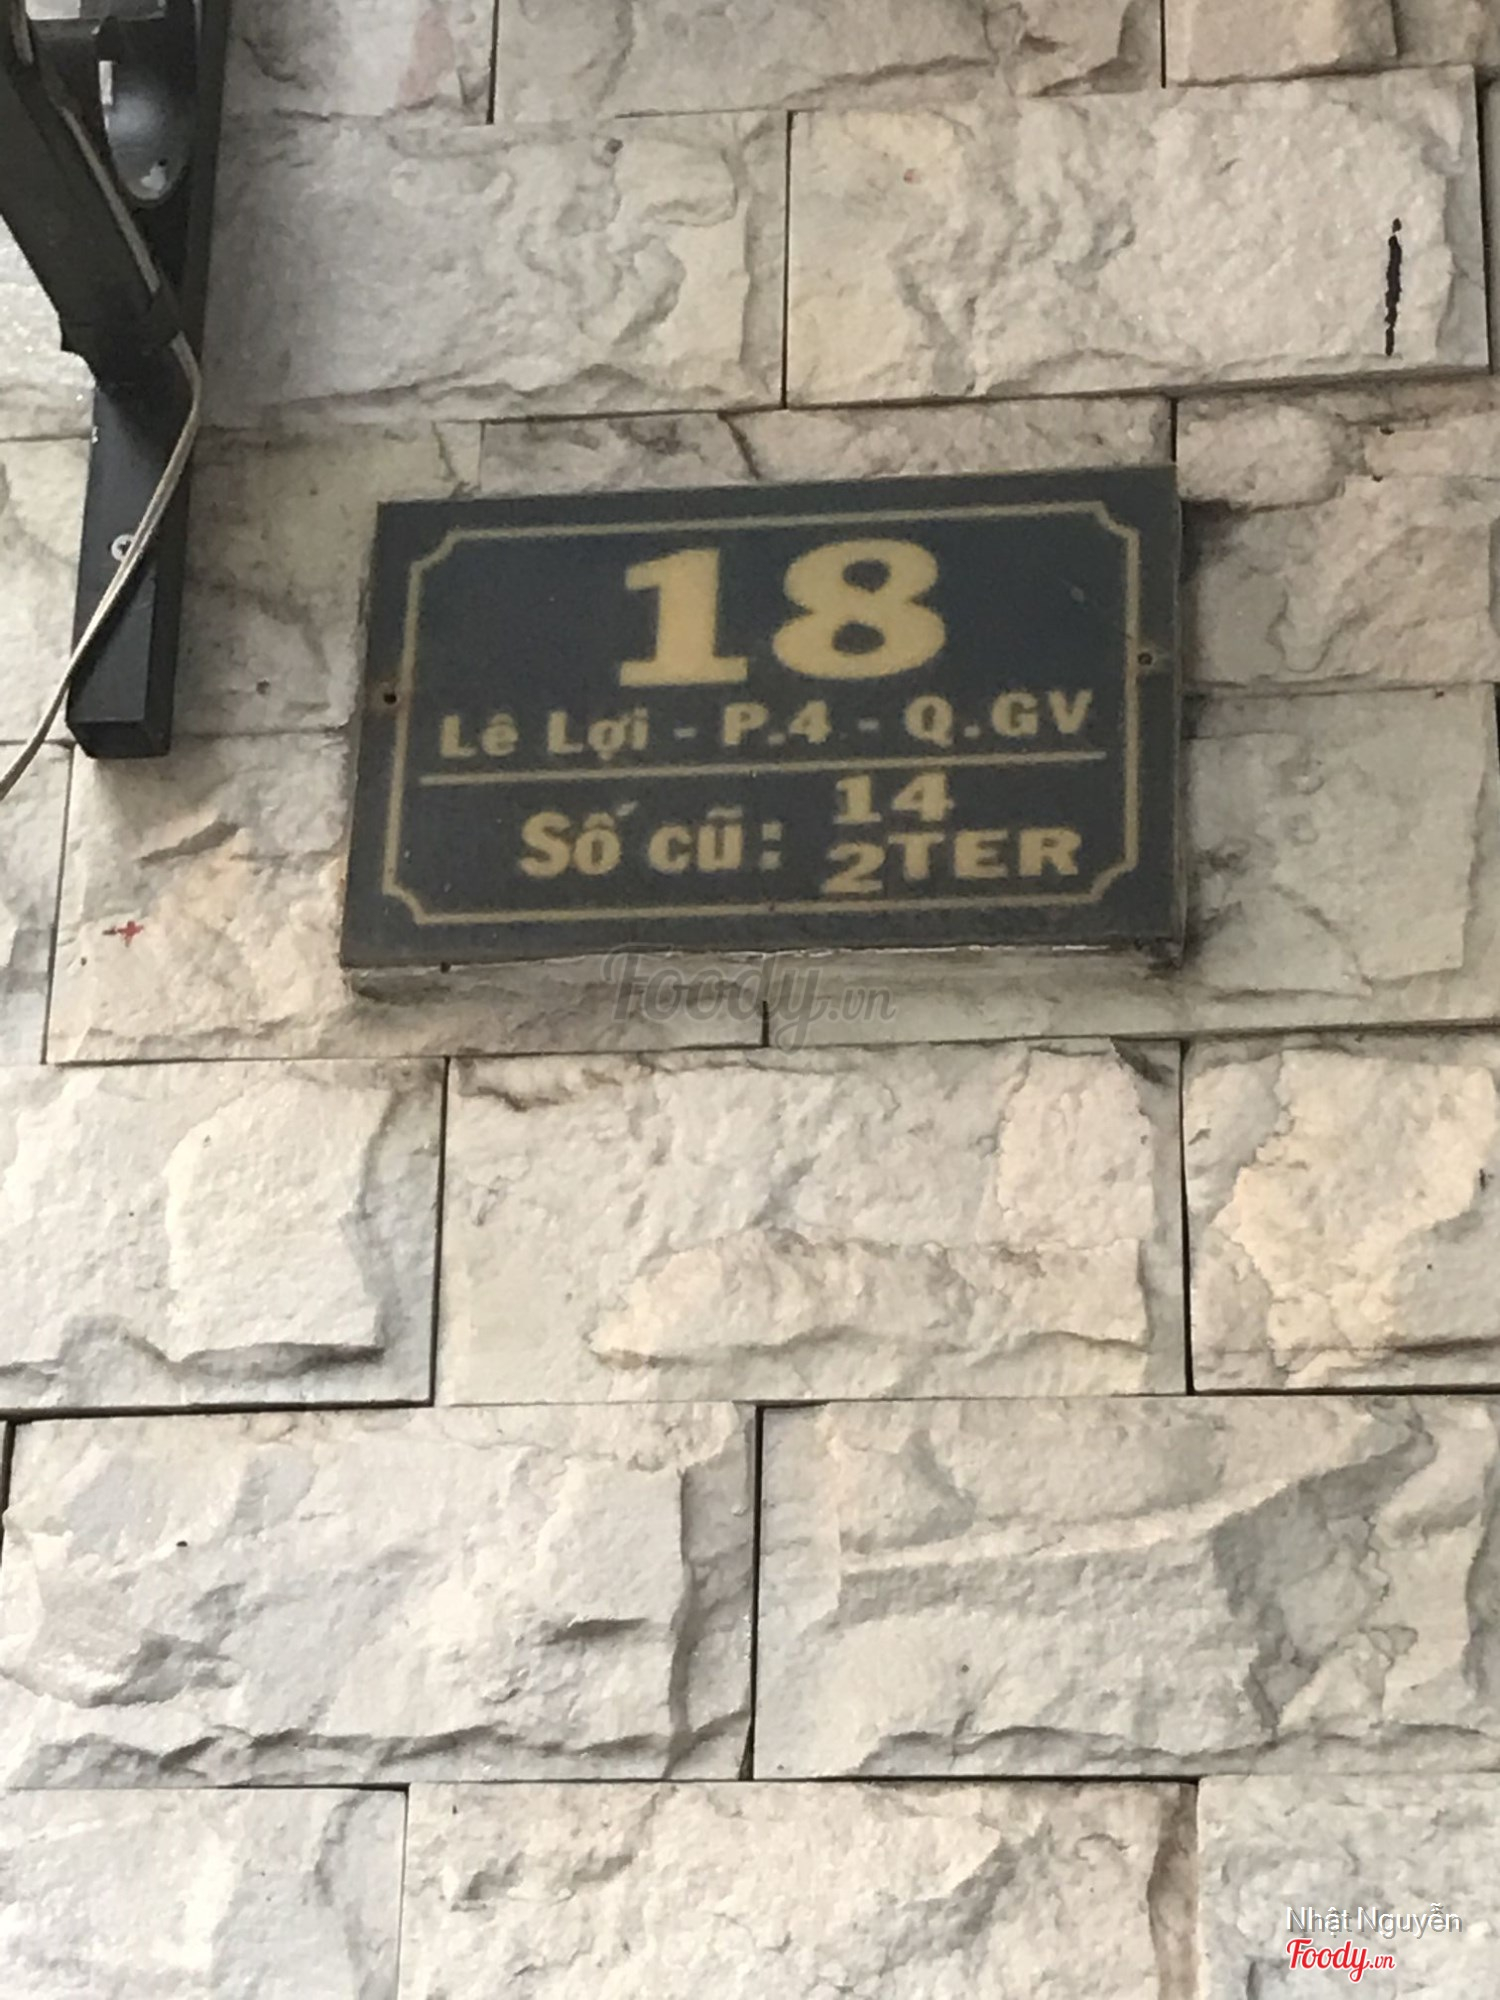 18
Lê Lợi - P.4 - Q.GV
Số cũ: 14
2TER
Foody.vn
Nhật Nguyễn
Foody.vn